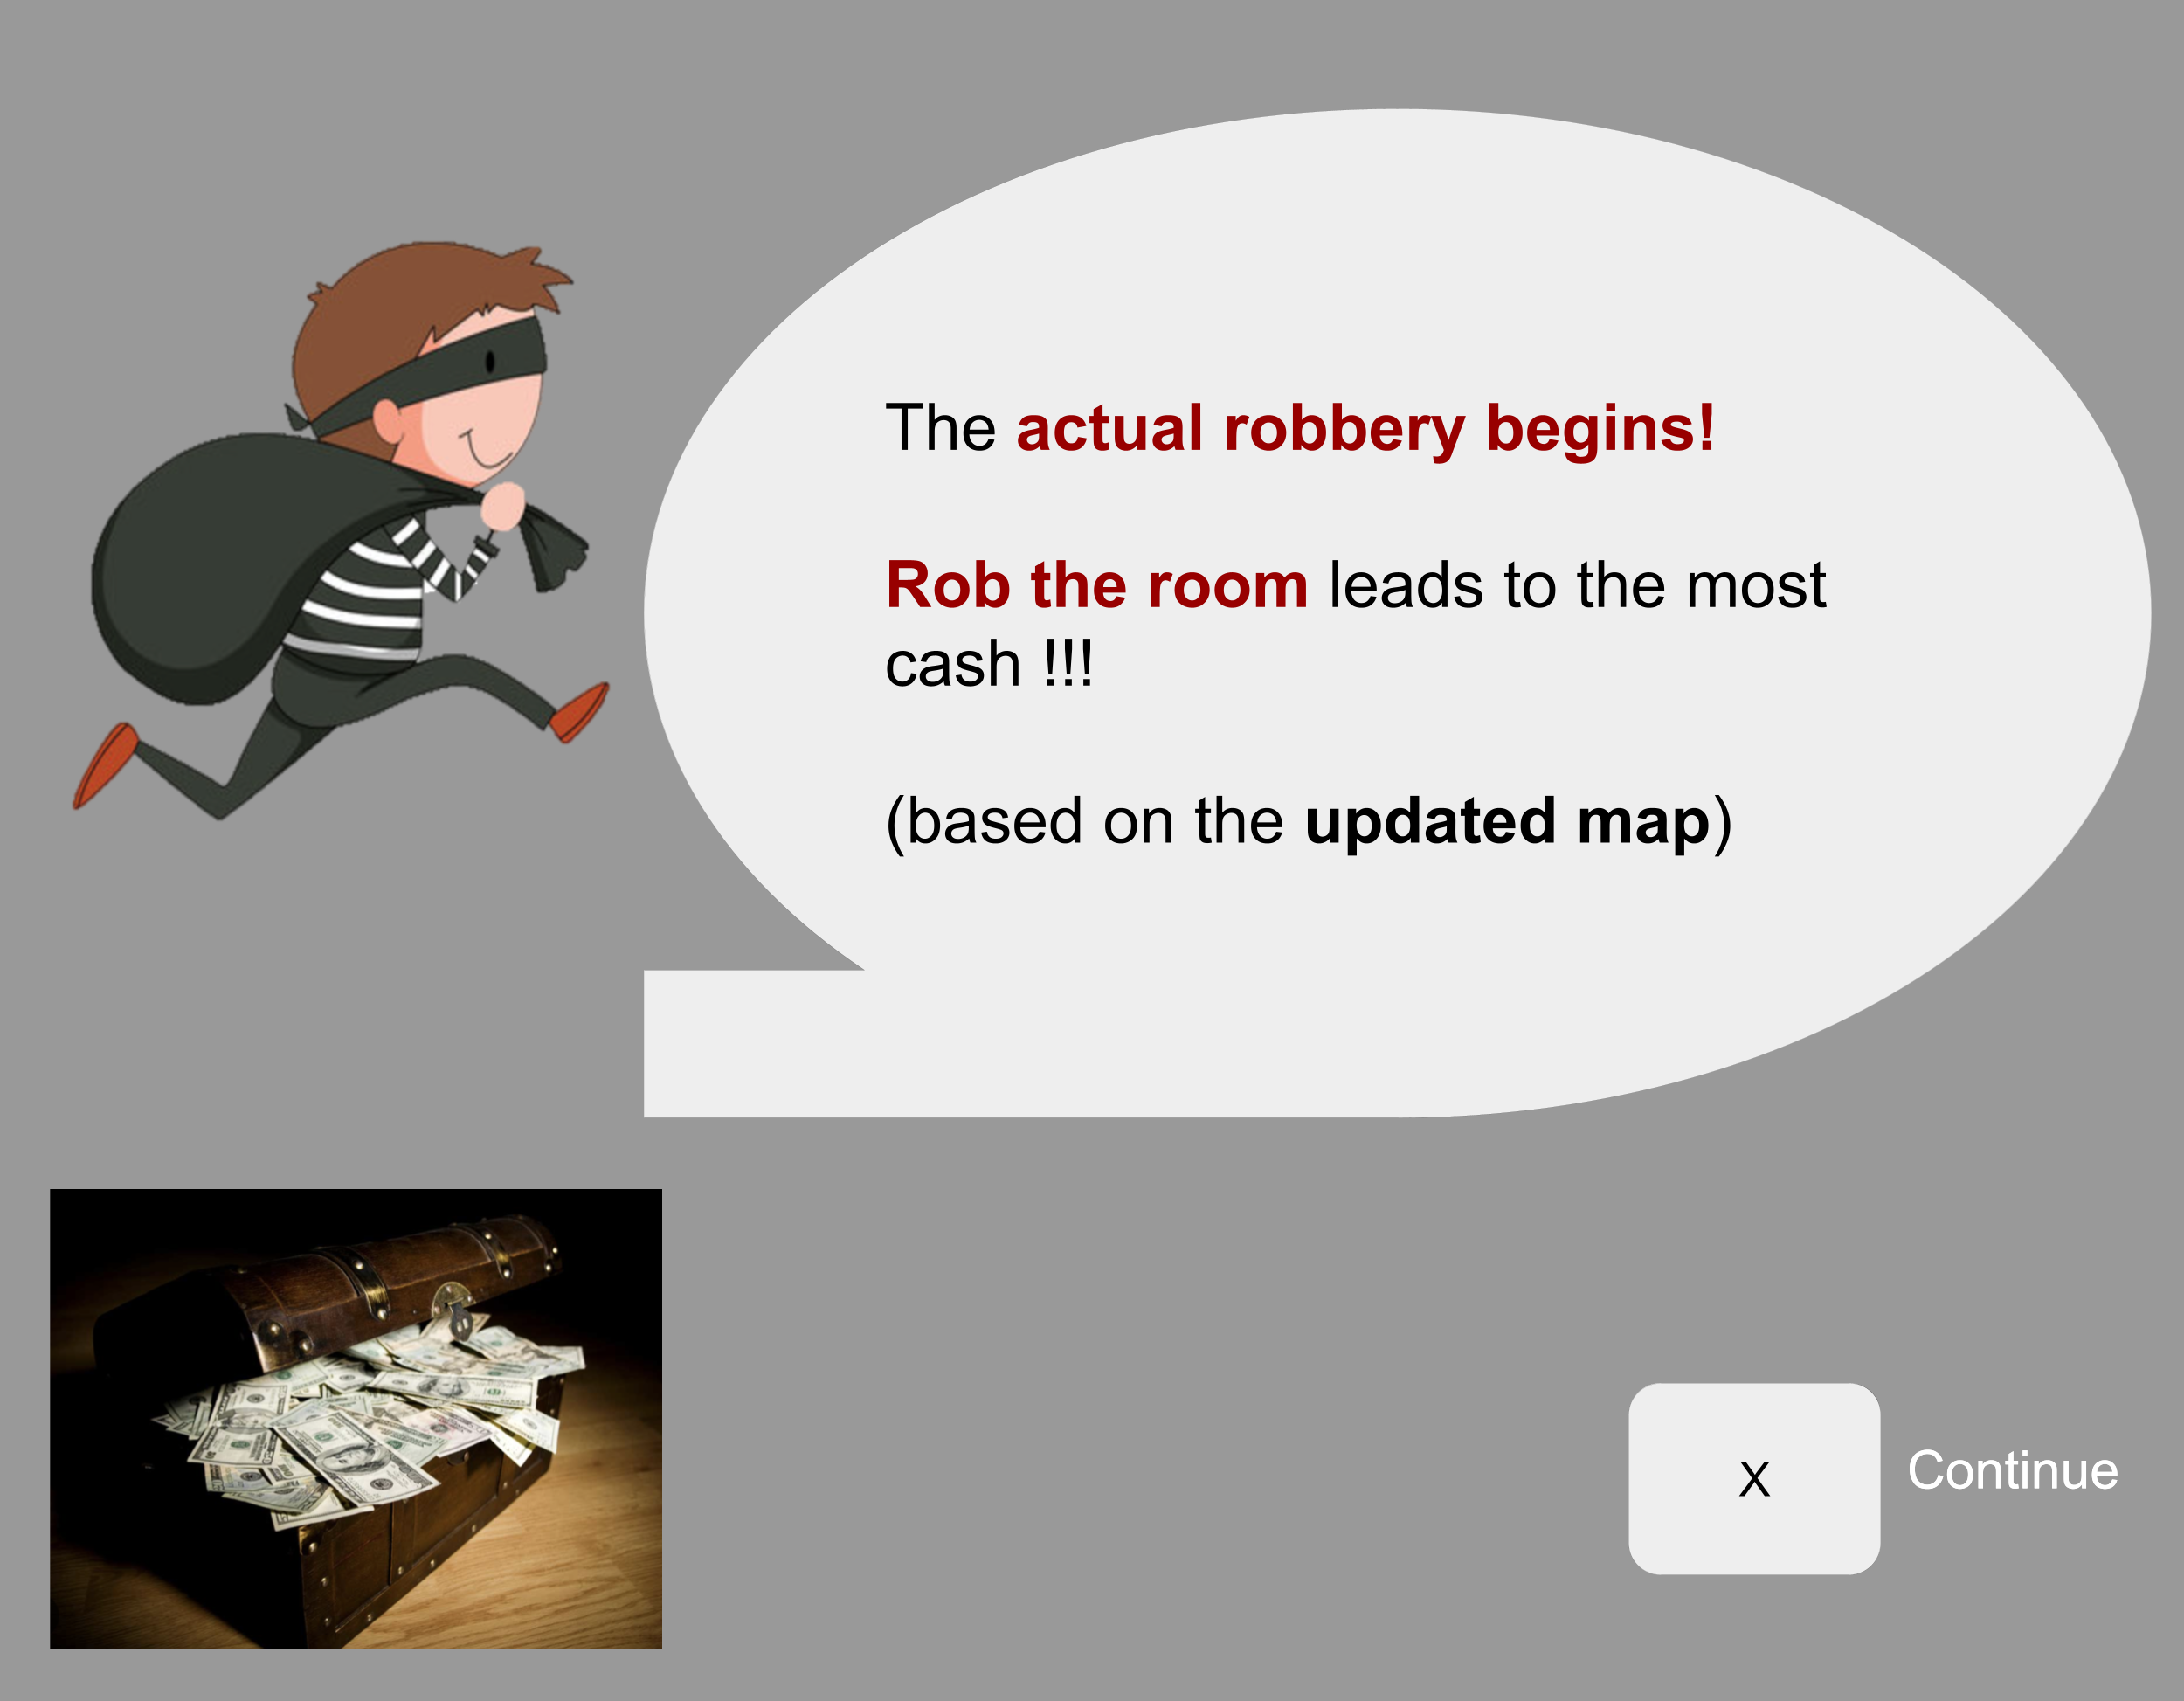 The actual robbery begins!
Rob the room leads to the most
cash !!!
(based on the updated map)
X
Continue